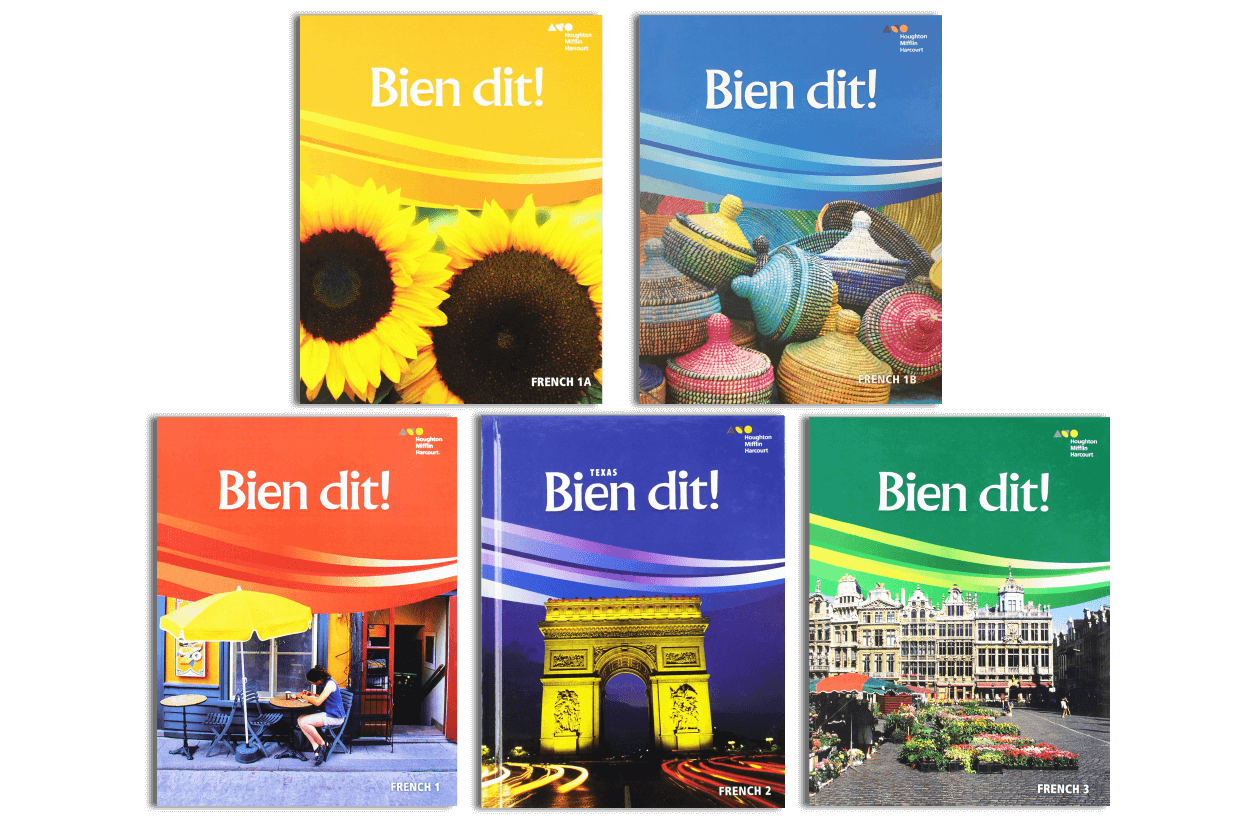 Houghton
Mifflin
Harcourt
Bien dit!
FRENCH 1A
Houghton
Mifflin
Harcourt
Bien dit!
FRENCH 1B
Houghton
Mifflin
Harcourt.
Bien dit!
FRENCH 1
Houghton
Mifflin
Harcourt
TEXAS
Bien dit!
FRENCH 2
Houghton
Mifflin
Harcourt
Bien dit!
FRENCH 3